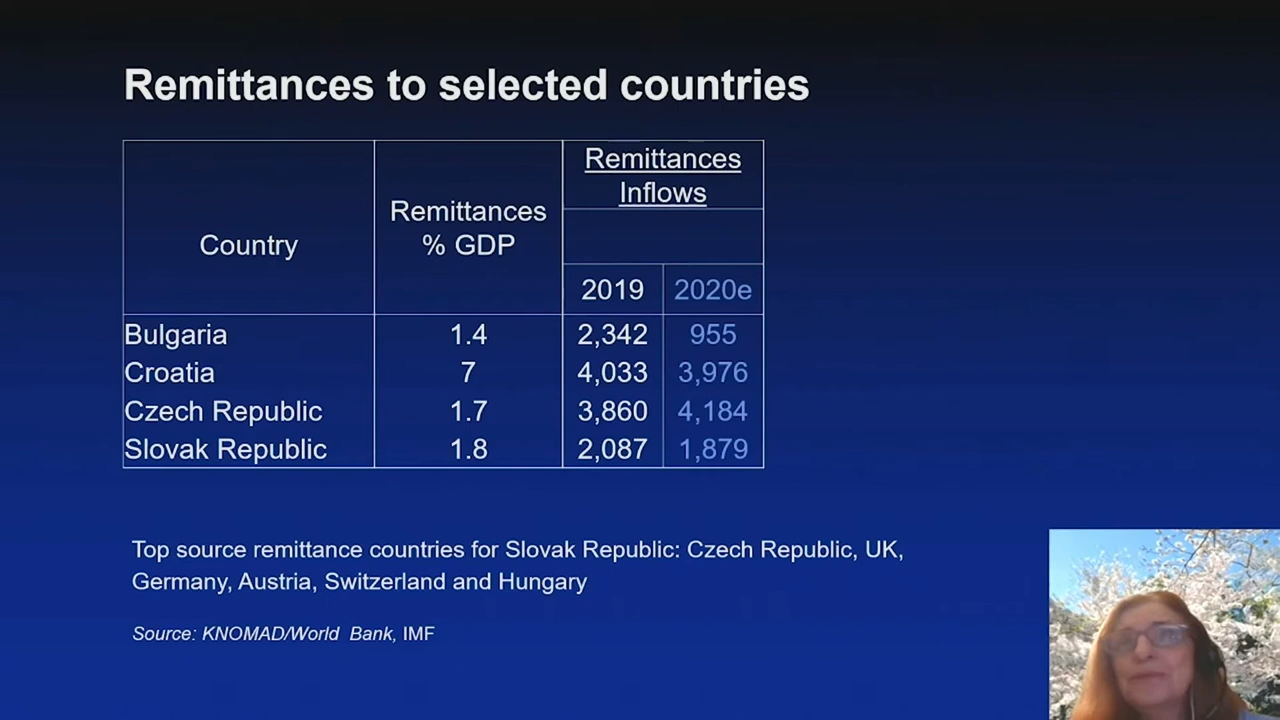 Remittances to selected countries
Country
Remittances
% GDP
Remittances
Inflows
2019 2020e
Bulgaria 1.4 2,342 955
Croatia 7 4,033 3,976
Czech Republic 1.7 3,860 4,184
Slovak Republic 1.8 2,087 1,879
Top source remittance countries for Slovak Republic: Czech Republic, UK,
Germany, Austria, Switzerland and Hungary
Source: KNOMAD/World Bank, IMF